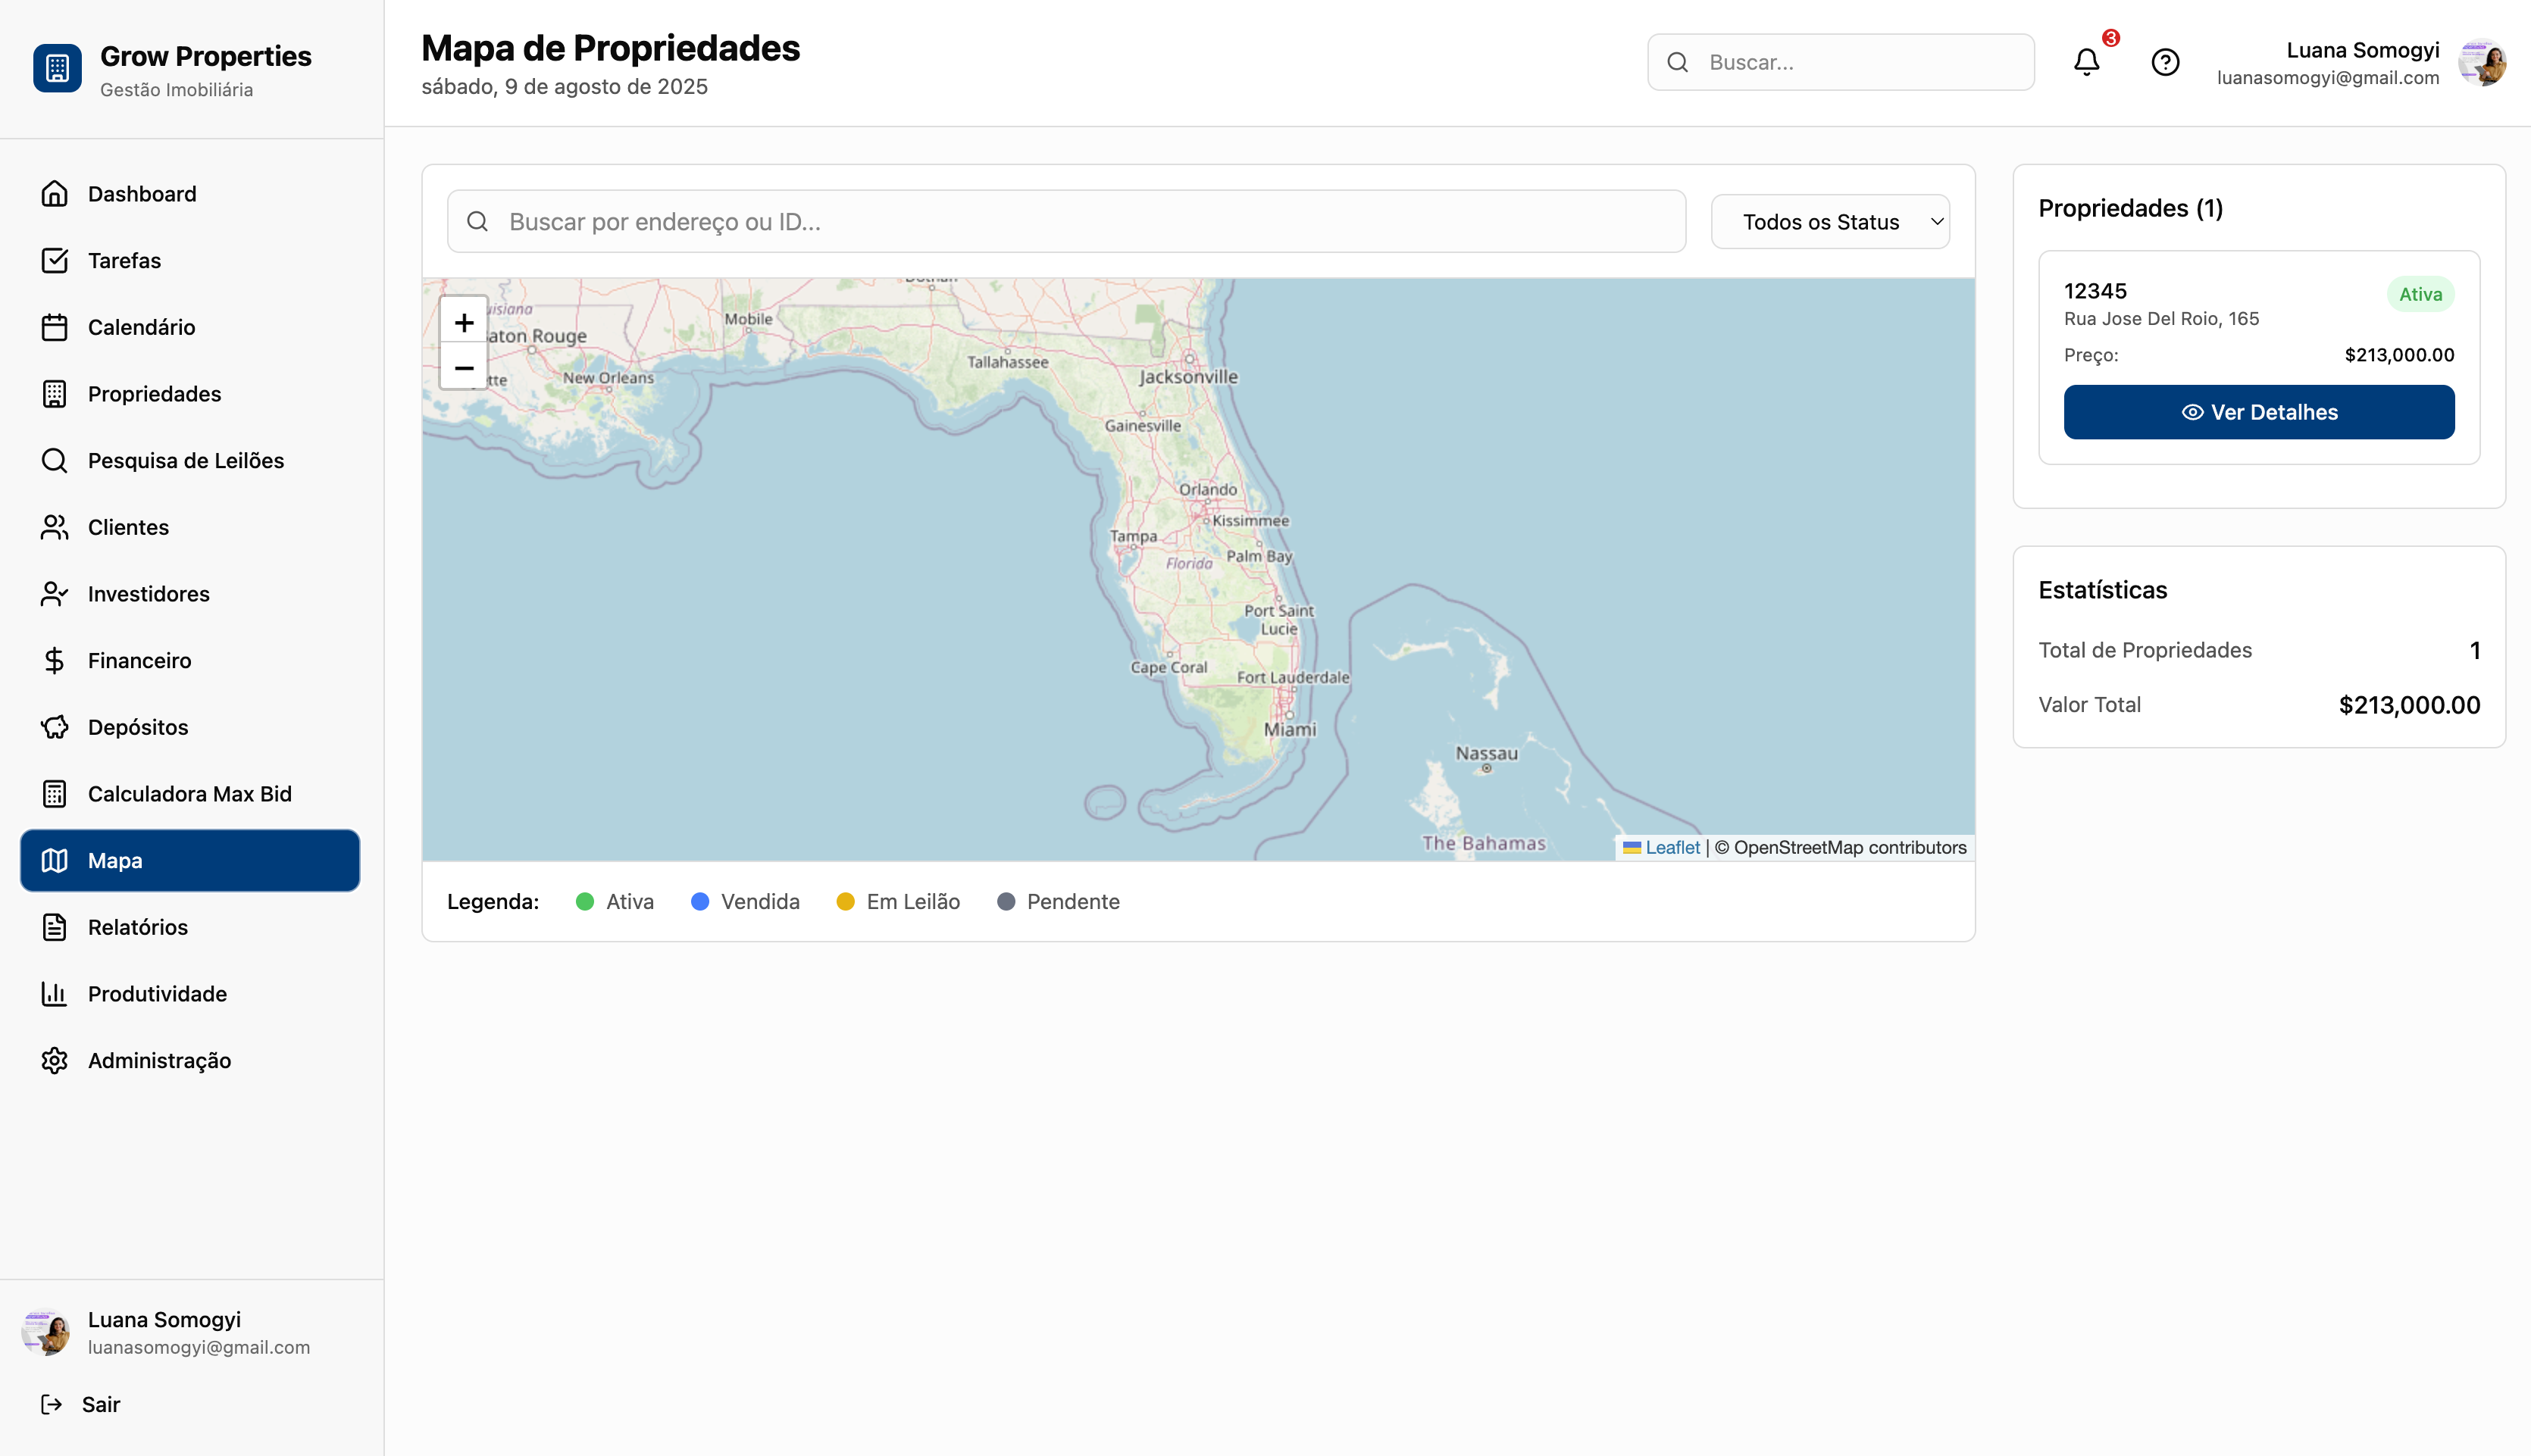 Grow Properties
Gestão Imobiliária
Dashboard
Tarefas
Calendário
Propriedades
Pesquisa de Leilões
Clientes
Investidores
Financeiro
Depósitos
Calculadora Max Bid
Mapa
Relatórios
Produtividade
Administração
Luana Somogyi
luanasomogyi@gmail.com
Sair
Mapa de Propriedades
sábado, 9 de agosto de 2025
Buscar...
3
Luana Somogyi
luanasomogyi@gmail.com
Buscar por endereço ou ID...
Todos os Status
+
−
uisiana
Mobile
aton Rouge
Tallahassee
Jacksonville
New Orleans
tte
Gainesville
Orlando
Kissimmee
Tampa
Palm Bay
Florida
Port Saint
Lucie
Cape Coral
Fort Lauderdale
Miami
Nassau
The Bahamas
Leaflet | © OpenStreetMap contributors
Legenda:
Ativa
Vendida
Em Leilão
Pendente
Propriedades (1)
12345
Ativa
Rua Jose Del Roio, 165
Preço:
$213,000.00
Ver Detalhes
Estatísticas
Total de Propriedades
1
Valor Total
$213,000.00